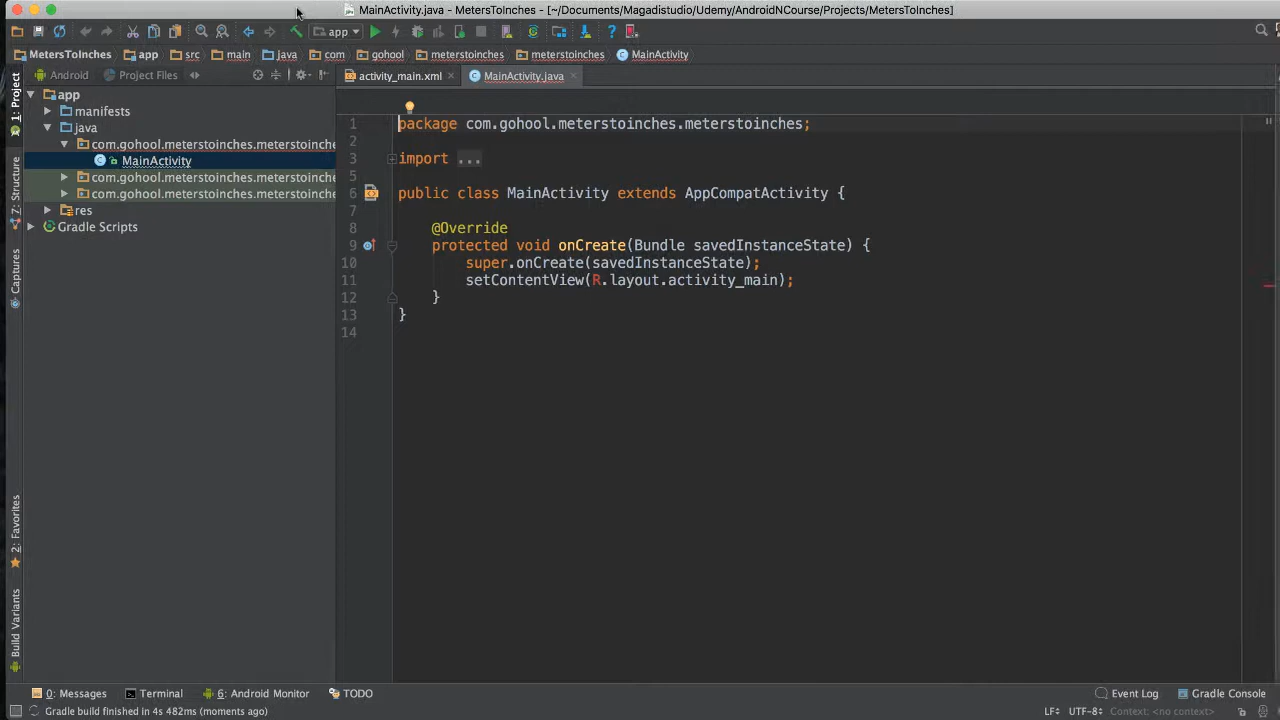 MainActivity.java - MetersToInches - [~/Documents/Magadistudio/Udemy/AndroidNCourse/Projects/MetersToInches]
app
MetersToInches app src main java com gohool meterstoinches meterstoinches MainActivity
Android Project Files
activity_main.xml MainActivity.java
1: Project
7: Structure
Captures
2: Favorites
Build Variants
app
manifests
java
com.gohool.meterstoinches.meterstoinche
MainActivity
com.gohool.meterstoinches.meterstoinche
com.gohool.meterstoinches.meterstoinche
res
Gradle Scripts
1 package com.gohool.meterstoinches.meterstoinches;
2
3 import ...
5
6 public class MainActivity extends AppCompatActivity {
7
8 @Override
9 protected void onCreate(Bundle savedInstanceState) {
10 super.onCreate(savedInstanceState);
11 setContentView(R.layout.activity_main);
12 }
13 }
14
0: Messages Terminal 6: Android Monitor TODO Event Log Gradle Console
Gradle build finished in 4s 482ms (moments ago) LF÷ UTF-8÷ Context: <no context>